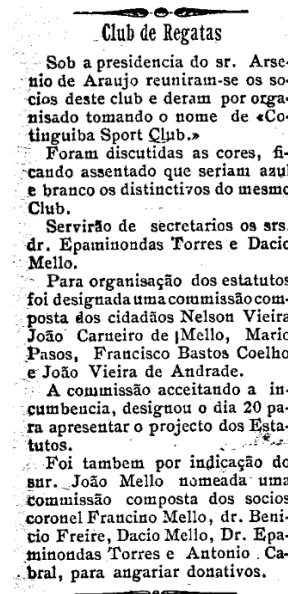 Club de Regatas
Sob a presidencia do sr. Arse-
nio de Araujo reuniram-se os so-
cios deste club e deram por orga-
nisado tomando o nome de «Co-
tinguiba Sport Club.»
Foram discutidas as cores, fi-
cando assentado que seriam azul
e branco os distinctivos do mesmo
Club.
Servirão de secretarios os srs.
dr. Epaminondas Torres e Dacio
Mello.
Para organisação dos estatutos
foi designada uma commissão com-
posta dos cidadãos Nelson Vieira
João Carneiro de Mello, Mario
Pasos, Francisco Bastos Coelho
e João Vieira de Andrade.
A commissão acceitando a in-
cumbencia, designou o dia 20 pa-
ra apresentar o projecto dos Esta-
tutos.
Foi tambem por indicação do
snr. João Mello nomeada uma
commissão composta dos socios
coronel Francino Mello, dr. Beni-
cio Freire, Dacio Mello, Dr. Epa-
minondas Torres e Antonio Ca-
bral, para angariar donativos.